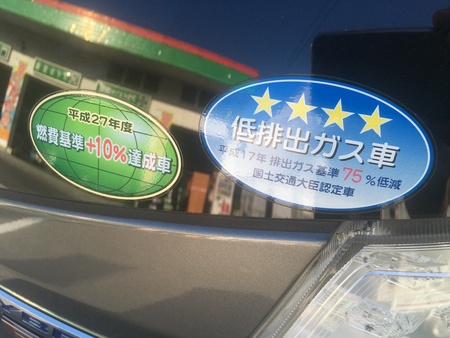 平成27年度
燃費基準+10%達成車
★★★★
低排出ガス車
平成17年 排出ガス基準 75%低減
国土交通大臣認定車